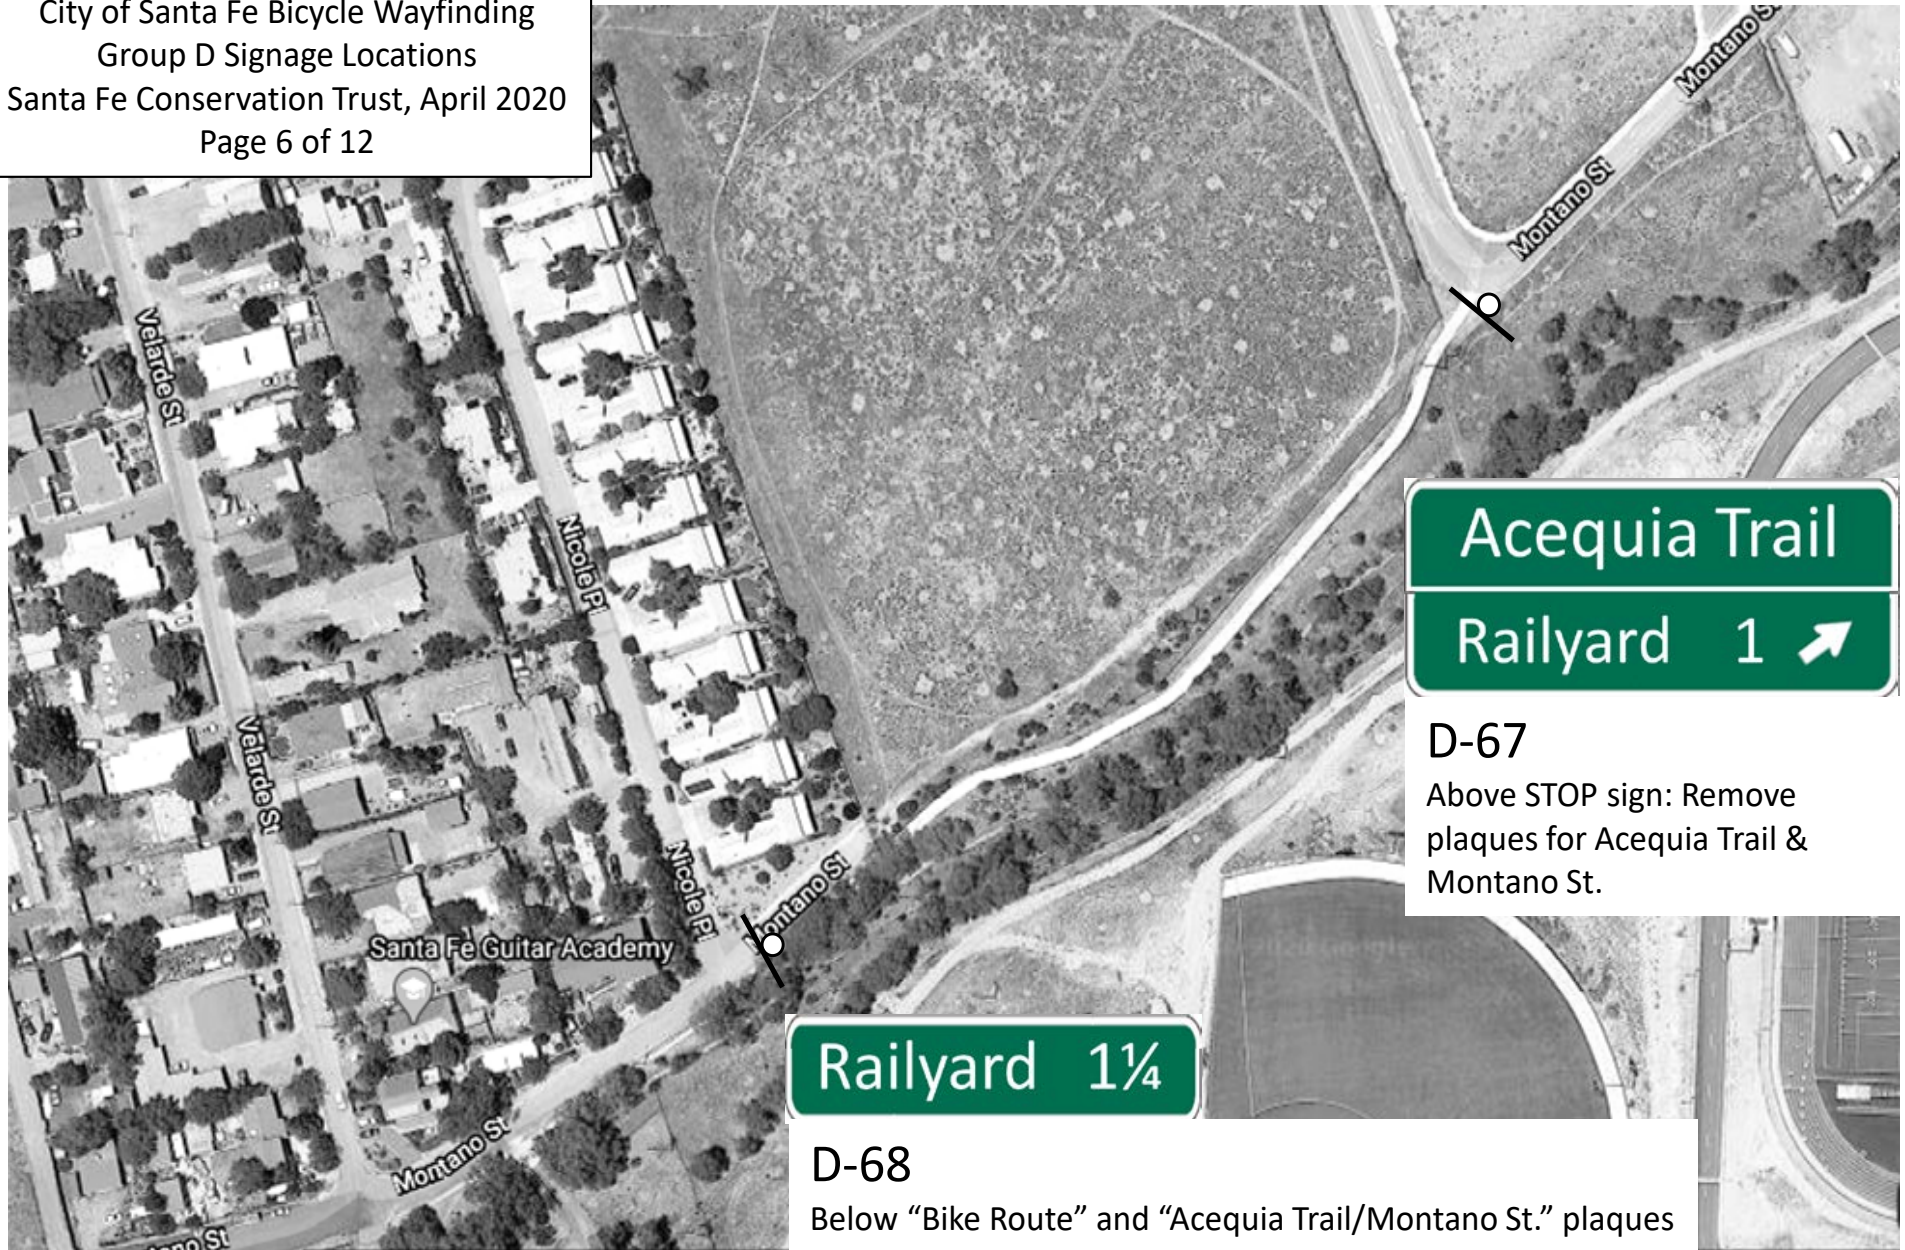 City of Santa Fe Bicycle Wayfinding
Group D Signage Locations
Santa Fe Conservation Trust, April 2020
Page 6 of 12
Montano St
Montano St
Velarde St
Nicole Pl
Acequia Trail
Railyard 1
D-67
Above STOP sign: Remove
plaques for Acequia Trail &
Montano St.
Velarde St
Nicole Pl
Montano St
Santa Fe Guitar Academy
Railyard 1¼
D-68
Below “Bike Route” and “Acequia Trail/Montano St.” plaques
Montano St